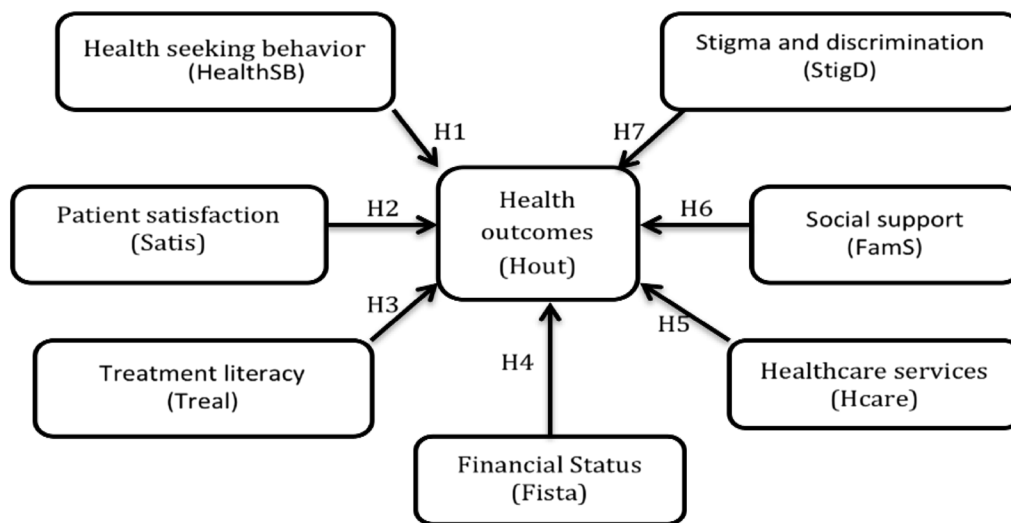 Health seeking behavior
(HealthSB)
Stigma and discrimination
(StigD)
H1
H7
Patient satisfaction
(Satis)
H2
Health
outcomes
(Hout)
H6
Social support
(FamS)
H3
H5
Treatment literacy
(Treal)
H4
Healthcare services
(Hcare)
Financial Status
(Fista)